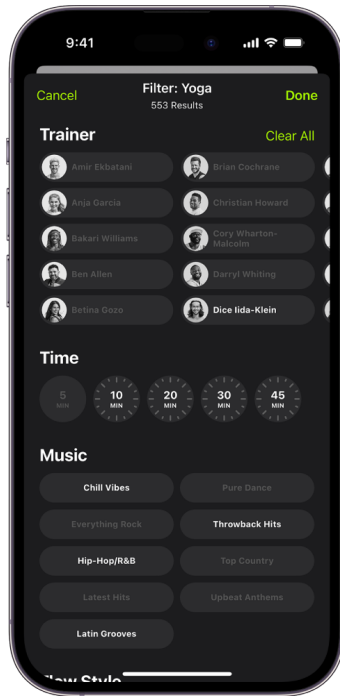 9:41
Cancel
Filter: Yoga
Done
553 Results
Trainer
Clear All
Amir Ekbatani
Brian Cochrane
Anja Garcia
Christian Howard
Bakari Williams
Cory Wharton-
Malcolm
Ben Allen
Darryl Whiting
Betina Gozo
Dice Iida-Klein
Time
5
MIN
10
MIN
20
MIN
30
MIN
45
MIN
Music
Chill Vibes
Pure Dance
Everything Rock
Throwback Hits
Hip-Hop/R&B
Top Country
Latest Hits
Upbeat Anthems
Latin Grooves
Flow Style